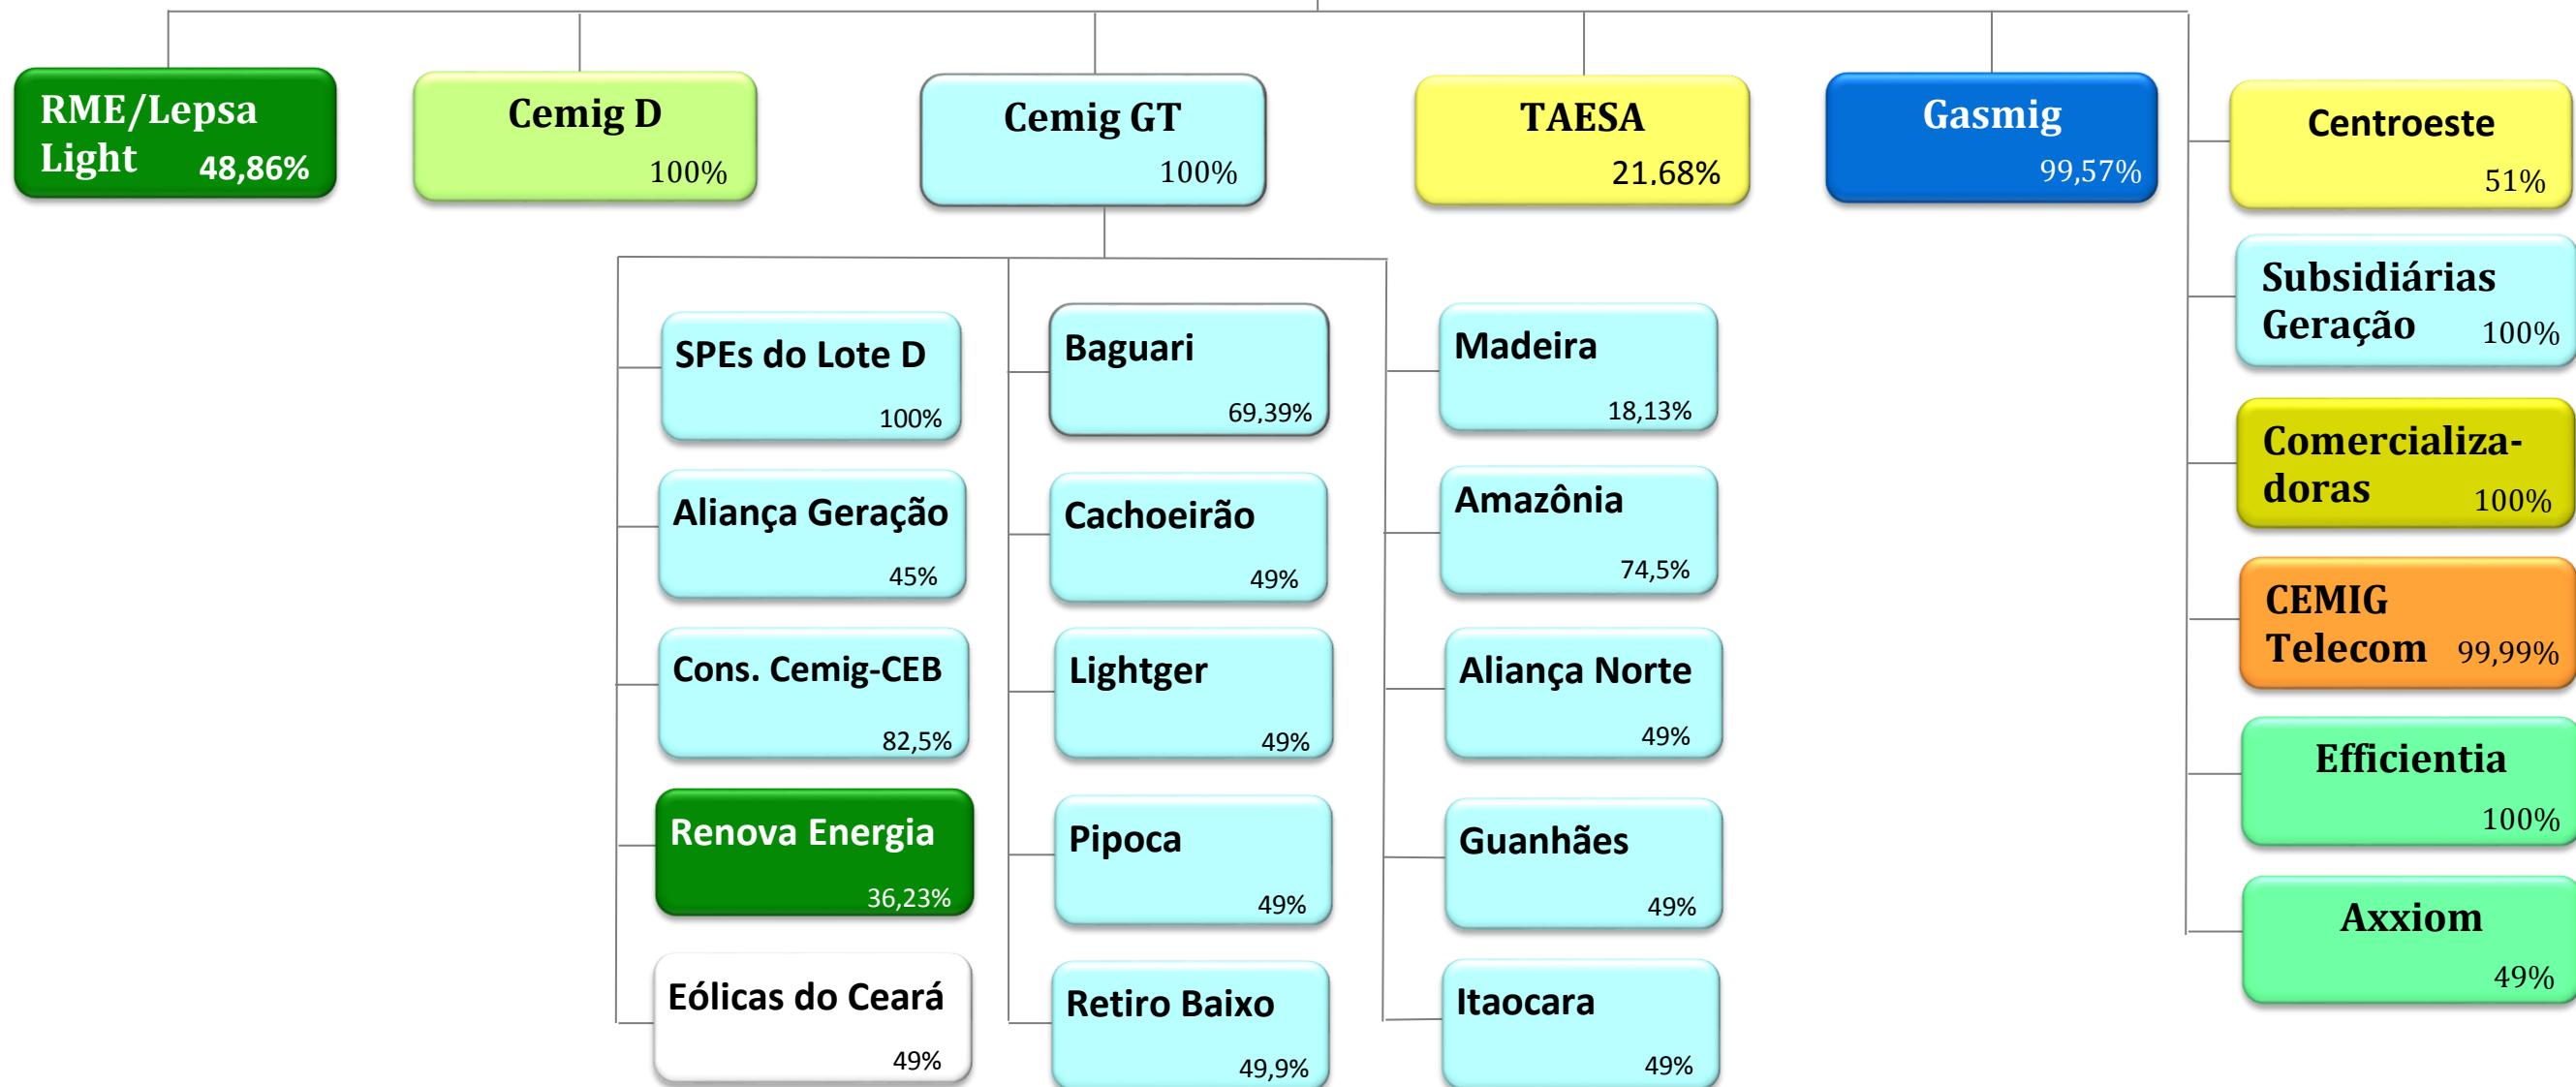 RME/Lepsa
Light 48,86%
Cemig D
100%
Cemig GT
100%
TAESA
21,68%
Gasmig
99,57%
Centroeste
51%
Subsidiárias
Geração 100%
Comercializa-
doras 100%
CEMIG
Telecom 99,99%
Efficientia
100%
Axxiom
49%
SPEs do Lote D
100%
Aliança Geração
45%
Cons. Cemig-CEB
82,5%
Renova Energia
36,23%
Eólicas do Ceará
49%
Baguari
69,39%
Cachoeirão
49%
Lightger
49%
Pipoca
49%
Retiro Baixo
49,9%
Madeira
18,13%
Amazônia
74,5%
Aliança Norte
49%
Guanhães
49%
Itaocara
49%